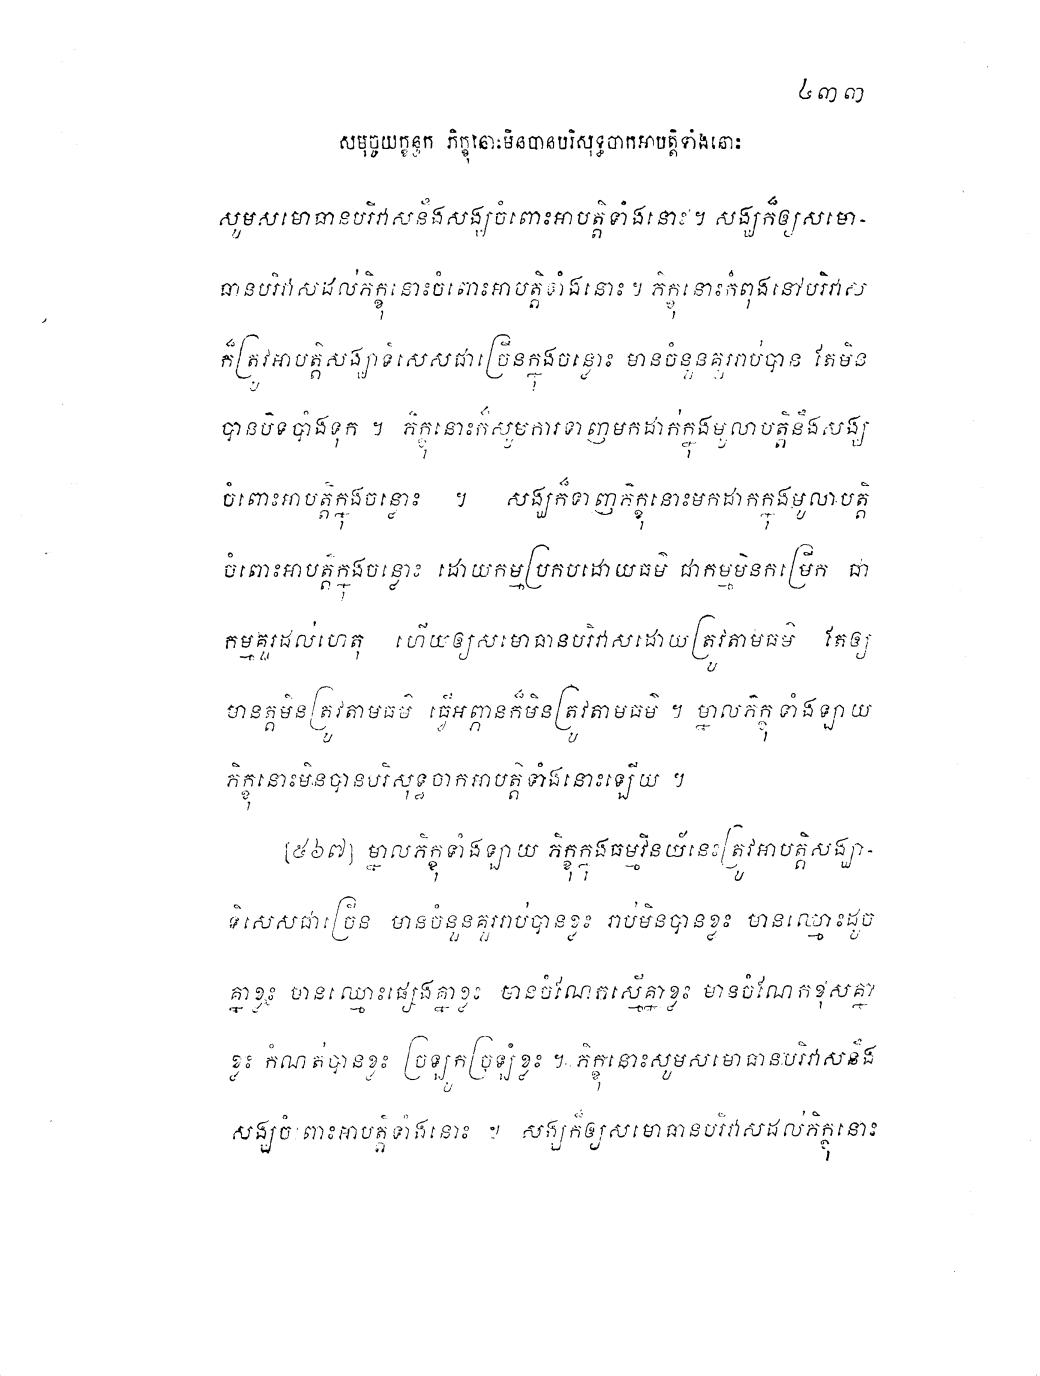 ៤៣៣
សមុច្ចយក្ខន្ធក ភិក្ខុនោះមិនបានបរិសុទ្ធចាកអាបត្តិទាំងនោះ
សូមសមោធានបរិវាសនឹងសង្ឃចំពោះអាបត្តិទាំងនោះ ។ សង្ឃក៏ឲ្យសមោ-
ធានបរិវាសដល់ភិក្ខុនោះចំពោះអាបត្តិទាំងនោះ ។ ភិក្ខុនោះកំពុងនៅបរិវាស
ក៏ត្រូវអាបត្តិសង្ឃាទិសេសជាច្រើនក្នុងចន្លោះ មានចំនួនគួររាប់បាន តែមិន
បានបិទបាំងទុក ។ ភិក្ខុនោះក៏សូមការទាញមកដាក់ក្នុងមូលាបត្តិនឹងសង្ឃ
ចំពោះអាបត្តិក្នុងចន្លោះ ។ សង្ឃក៏ទាញភិក្ខុនោះមកដាក់ក្នុងមូលាបត្តិ
ចំពោះអាបត្តិក្នុងចន្លោះ ដោយកម្មប្រកបដោយធម៌ ជាកម្មមិនកម្រើក ជា
កម្មគួរដល់ហេតុ ហើយឲ្យសមោធានបរិវាសដោយត្រូវតាមធម៌ តែឲ្យ
មានត្តមិនត្រូវតាមធម៌ ធ្វើអព្ភានក៏មិនត្រូវតាមធម៌ ។ ម្នាលភិក្ខុទាំងឡាយ
ភិក្ខុនោះមិនបានបរិសុទ្ធចាកអាបត្តិទាំងនោះឡើយ ។
[៥៦៧] ម្នាលភិក្ខុទាំងឡាយ ភិក្ខុក្នុងធម្មវិន័យនេះត្រូវអាបត្តិសង្ឃា-
ទិសេសជាច្រើន មានចំនួនគួររាប់បានខ្លះ រាប់មិនបានខ្លះ មានឈ្មោះដូច
គ្នាខ្លះ មានឈ្មោះផ្សេងគ្នាខ្លះ មានចំណែកស្មើគ្នាខ្លះ មានចំណែកខុសគ្នា
ខ្លះ កំណត់បានខ្លះ ច្រឡូកច្រឡំខ្លះ ។ ភិក្ខុនោះសូមសមោធានបរិវាសនឹង
សង្ឃចំពោះអាបត្តិទាំងនោះ ។ សង្ឃក៏ឲ្យសមោធានបរិវាសដល់ភិក្ខុនោះ